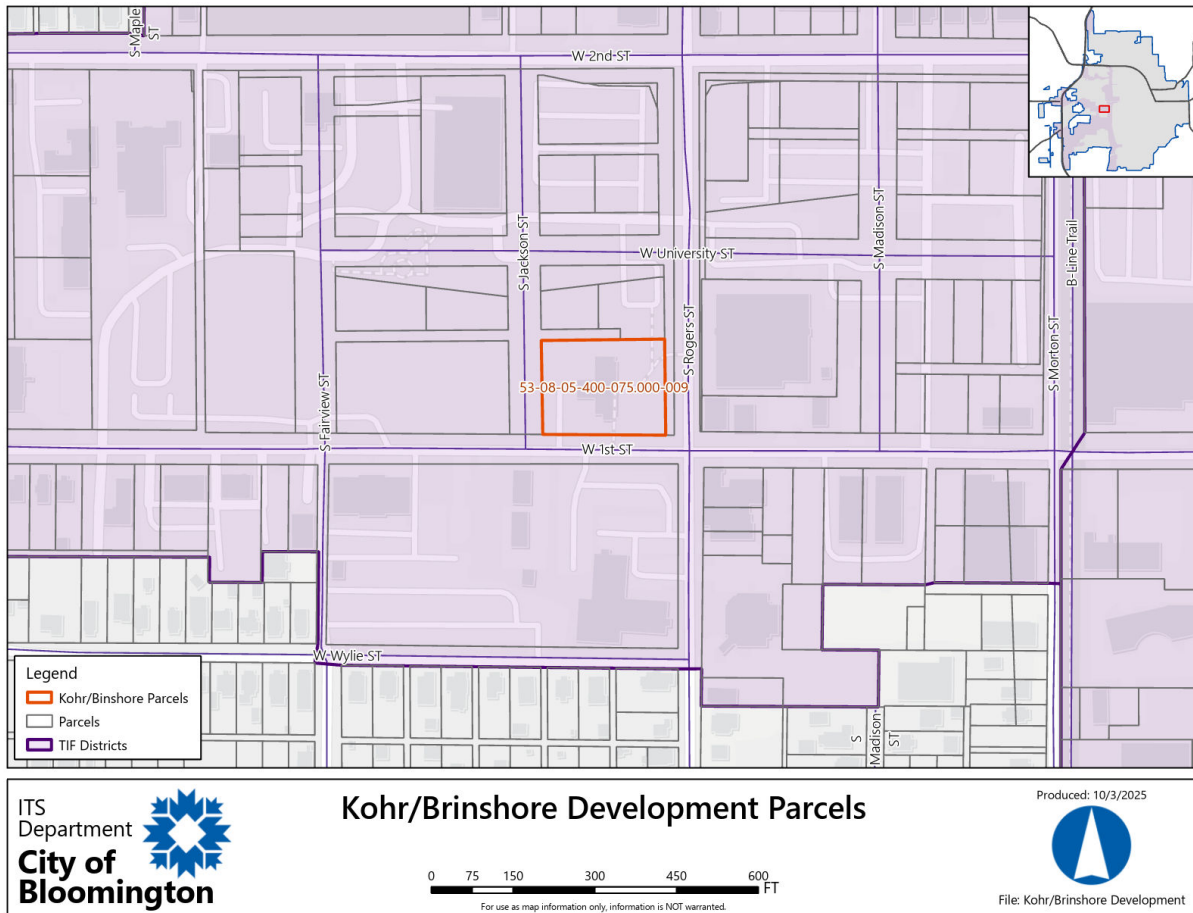 S-Maple
ST
W 2nd ST
S-Jackson-ST
S-Madison-ST
W University ST
B-Line Trail
S-Rogers-ST
S-Morton-ST
S-Fairview-ST
53-08-05-400-075.000-009
W 1st ST
W Wylie ST
S
Madison
ST
Legend
Kohr/Binshore Parcels
Parcels
TIF Districts
ITS
Department
City of
Bloomington
Kohr/Brinshore Development Parcels
0 75 150 300 450 600
FT
For use as map information only, information is NOT warranted.
Produced: 10/3/2025
File: Kohr/Brinshore Development